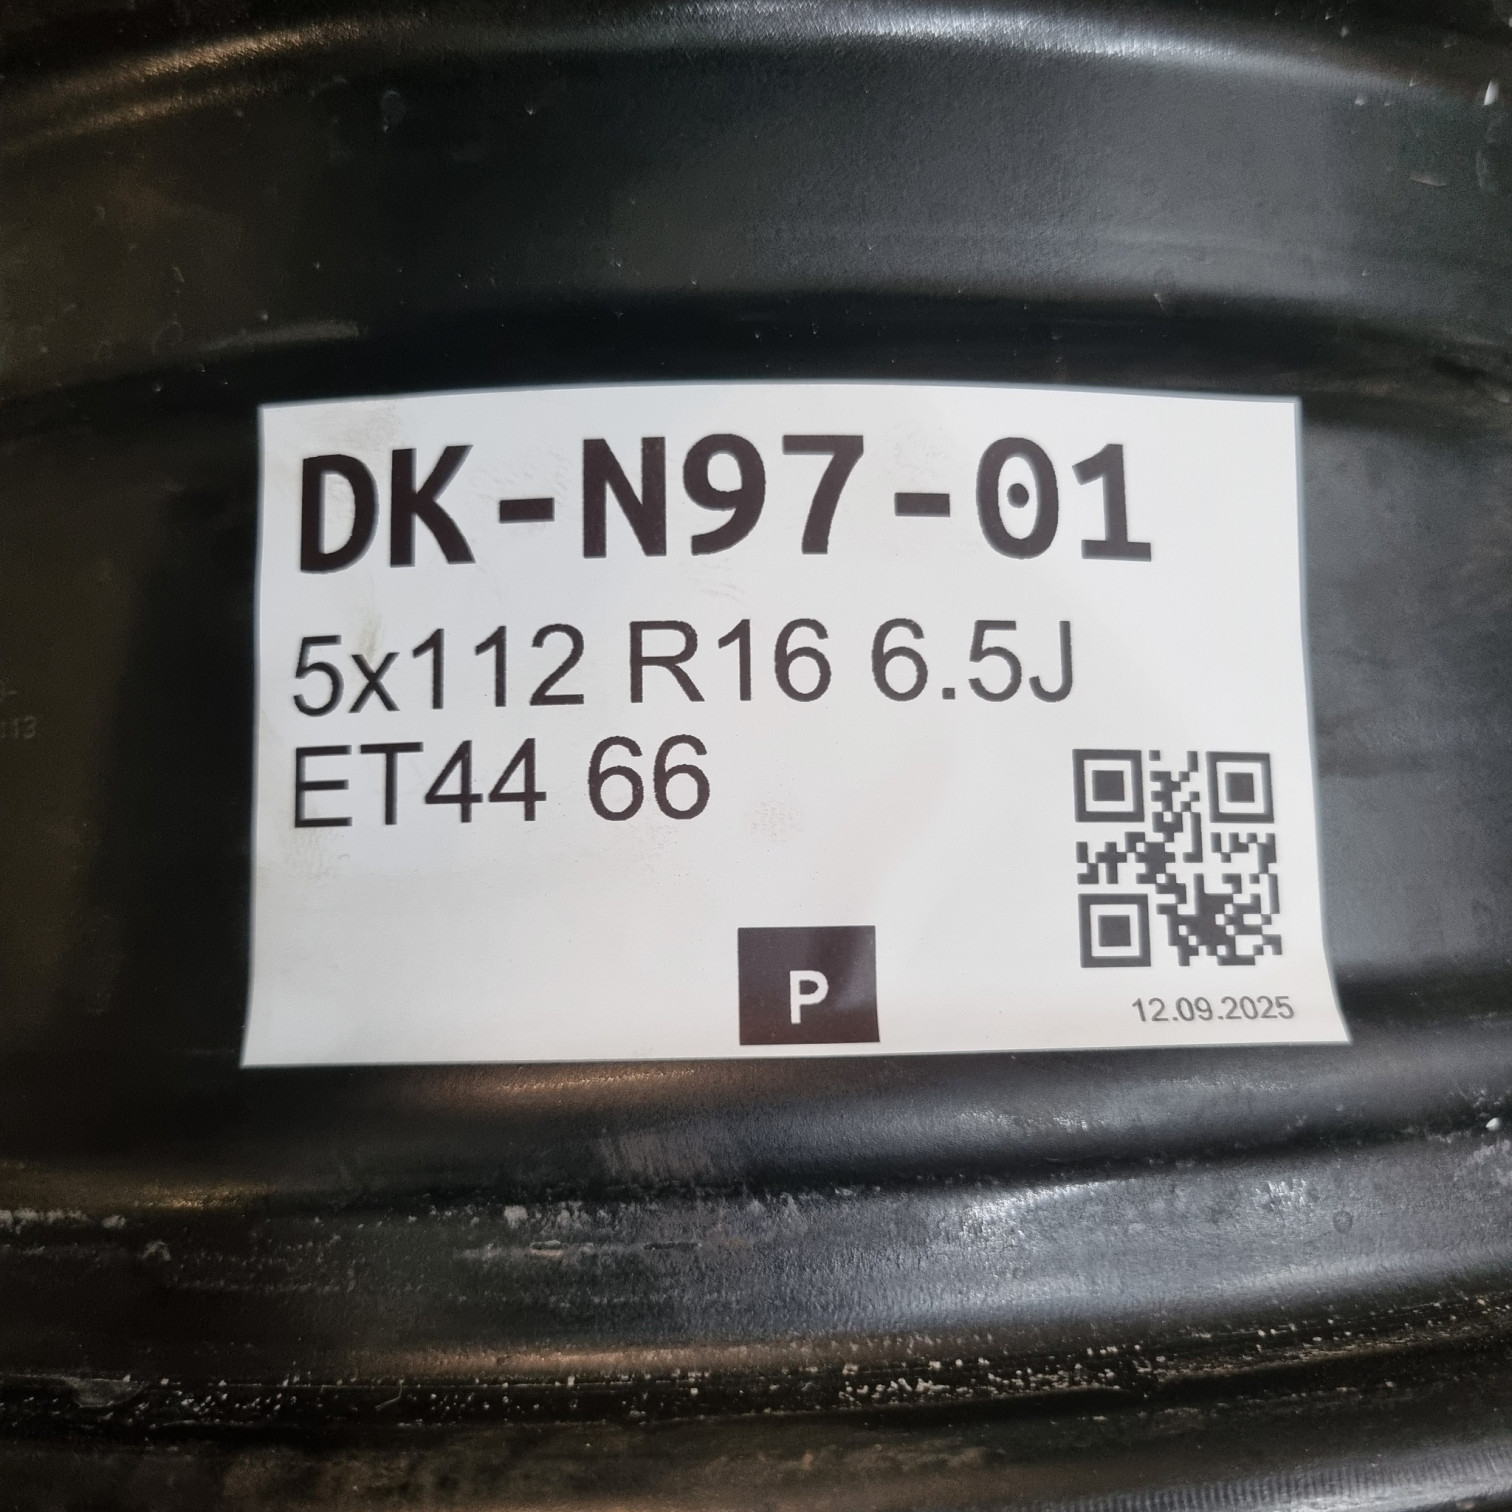 DK-N97-01
5x112 R16 6.5J
ET44 66
P
12.09.2025